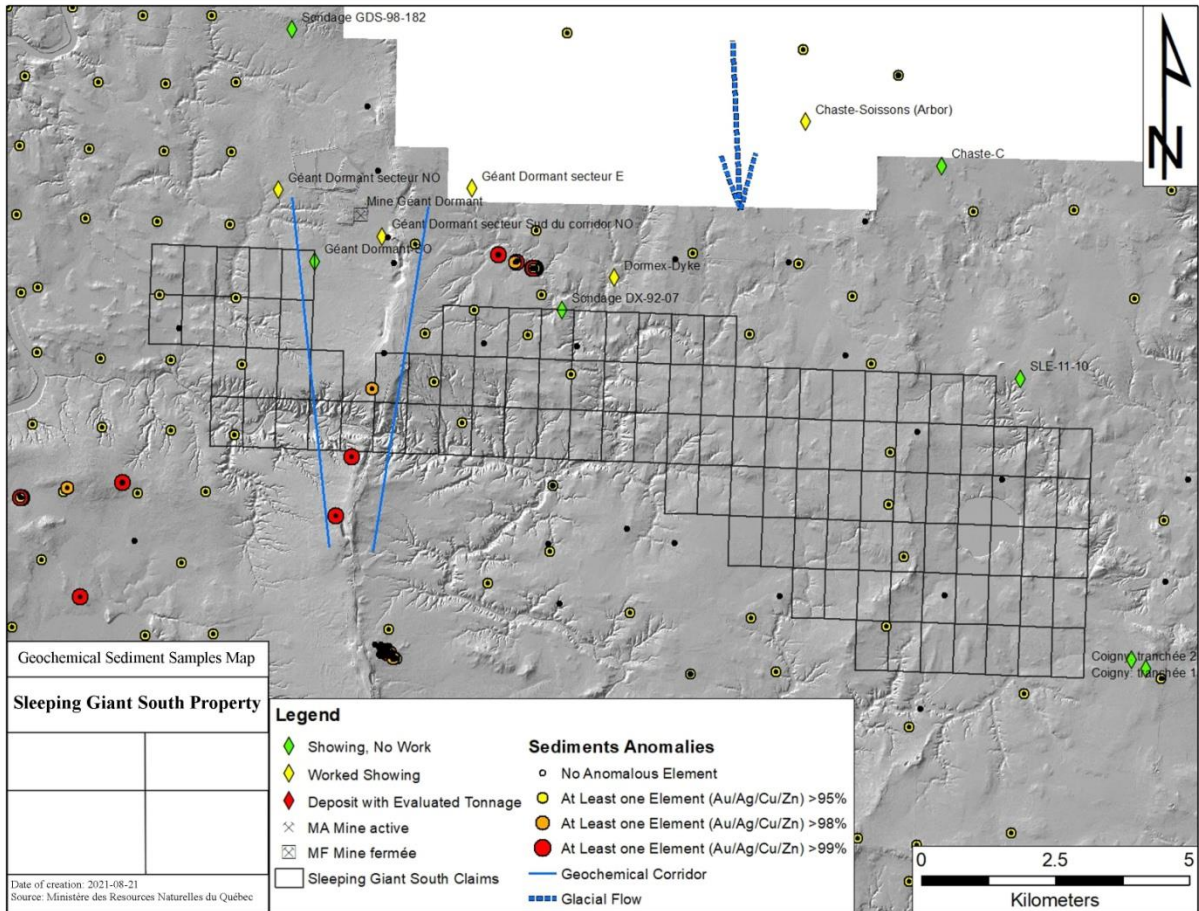 Sondage GDS-98-182
Chaste-Soissons (Arbor)
Chaste-C
N
Géant Dormant secteur NO
Géant Dormant secteur E
Mine Géant Dormant
Géant Dormant secteur Sud du corridor NO
Géant Dormant-SO
Dormex-Dyke
Sondage DX-92-07
SLE-11-10
Coigny: tranchée 2
Coigny: tranchée 1
Geochemical Sediment Samples Map
Sleeping Giant South Property
Date of creation: 2021-08-21
Source: Ministère des Resources Naturelles du Québec
Legend
Showing, No Work
Worked Showing
Deposit with Evaluated Tonnage
MA Mine active
MF Mine fermée
Sleeping Giant South Claims
Sediments Anomalies
No Anomalous Element
At Least one Element (Au/Ag/Cu/Zn) >95%
At Least one Element (Au/Ag/Cu/Zn) >98%
At Least one Element (Au/Ag/Cu/Zn) >99%
Geochemical Corridor
Glacial Flow
0 2.5 5
Kilometers